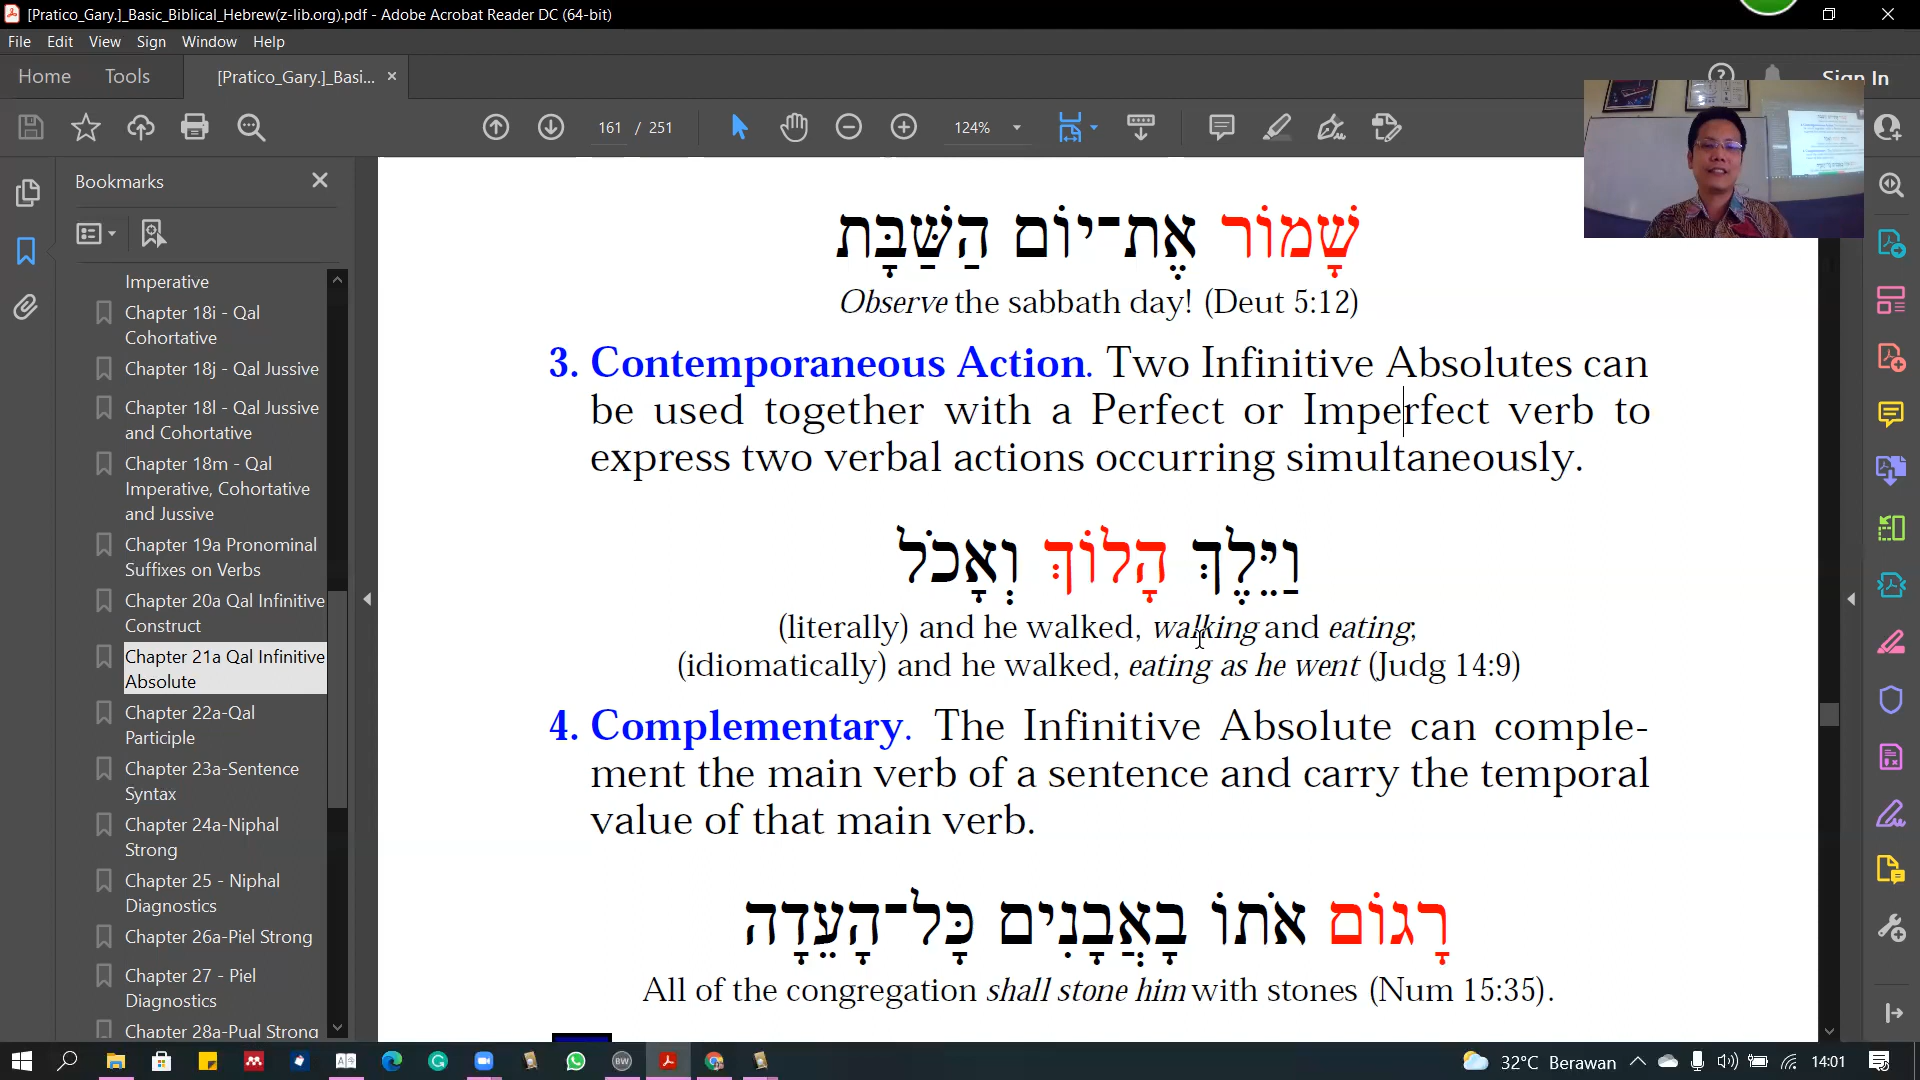 [Pratico_Gary.]_Basic_Biblical_Hebrew(z-lib.org).pdf - Adobe Acrobat Reader DC (64-bit)
File Edit View Sign Window Help
Home Tools [Pratico_Gary.]_Basi... × Sign In
161 / 251 124%
Bookmarks
Imperative
Chapter 18i - Qal
Cohortative
Chapter 18j - Qal Jussive
Chapter 18l - Qal Jussive
and Cohortative
Chapter 18m - Qal
Imperative, Cohortative
and Jussive
Chapter 19a Pronominal
Suffixes on Verbs
Chapter 20a Qal Infinitive
Construct
Chapter 21a Qal Infinitive
Absolute
Chapter 22a-Qal
Participle
Chapter 23a-Sentence
Syntax
Chapter 24a-Niphal
Strong
Chapter 25 - Niphal
Diagnostics
Chapter 26a-Piel Strong
Chapter 27 - Piel
Diagnostics
Chapter 28a-Pual Strong
שָׁמוֹר אֶת־יוֹם הַשַּׁבָּת
Observe the sabbath day! (Deut 5:12)
3. Contemporaneous Action. Two Infinitive Absolutes can
be used together with a Perfect or Imperfect verb to
express two verbal actions occurring simultaneously.
וַיֵּלֶךְ הָלוֹךְ וְאָכֹל
(literally) and he walked, walking and eating;
(idiomatically) and he walked, eating as he went (Judg 14:9)
4. Complementary. The Infinitive Absolute can comple-
ment the main verb of a sentence and carry the temporal
value of that main verb.
רָגוֹם אֹתוֹ בָאֲבָנִים כָּל־הָעֵדָה
All of the congregation shall stone him with stones (Num 15:35).
32°C Berawan 14:01